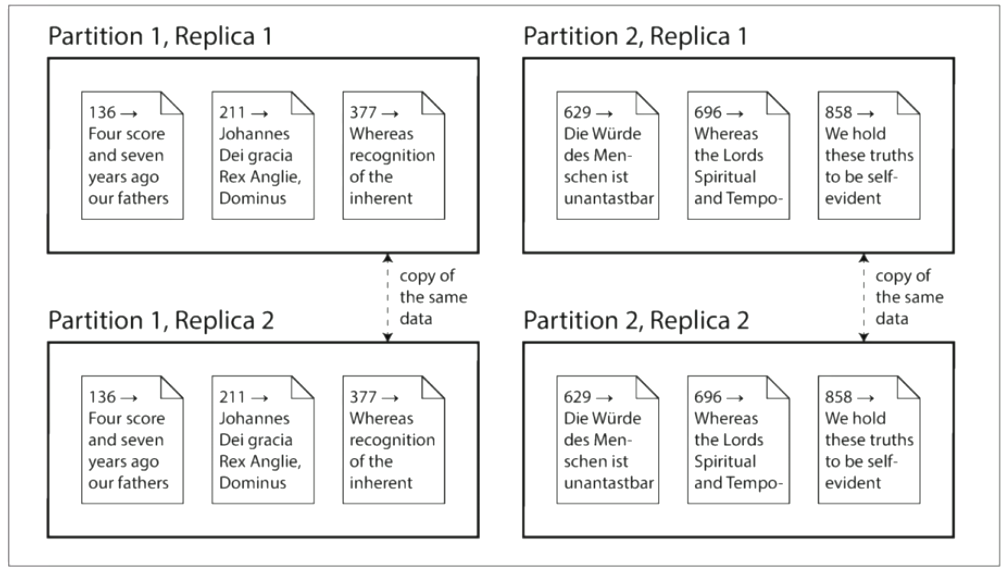 Partition 1, Replica 1
136 →
Four score
and seven
years ago
our fathers
211 →
Johannes
Dei gracia
Rex Anglie,
Dominus
377 →
Whereas
recognition
of the
inherent
Partition 2, Replica 1
629 →
Die Würde
des Men-
schen ist
unantastbar
696 →
Whereas
the Lords
Spiritual
and Tempo-
858 →
We hold
these truths
to be self-
evident
copy of
the same
data
copy of
the same
data
Partition 1, Replica 2
136 →
Four score
and seven
years ago
our fathers
211 →
Johannes
Dei gracia
Rex Anglie,
Dominus
377 →
Whereas
recognition
of the
inherent
Partition 2, Replica 2
629 →
Die Würde
des Men-
schen ist
unantastbar
696 →
Whereas
the Lords
Spiritual
and Tempo-
858 →
We hold
these truths
to be self-
evident